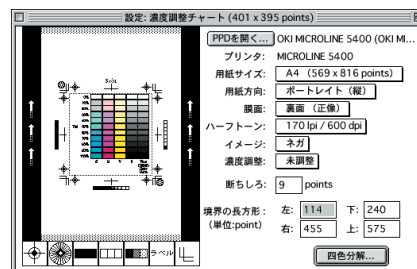 設定: 濃度調整チャート (401 x 395 points)
PPDを開く... OKI MICROLINE 5400 (OKI MI...
プリンタ: MICROLINE 5400
用紙サイズ: A4 (569 x 816 points)
用紙方向: ポートレイト (縦)
膜面: 裏面 (正像)
ハーフトーン: 170 lpi / 600 dpi
イメージ: ネガ
濃度調整: 未調整
断ちしろ: 9 points
境界の長方形: 左: 114 下: 240
(単位:point) 右: 455 上: 575
四色分解...
ラベル